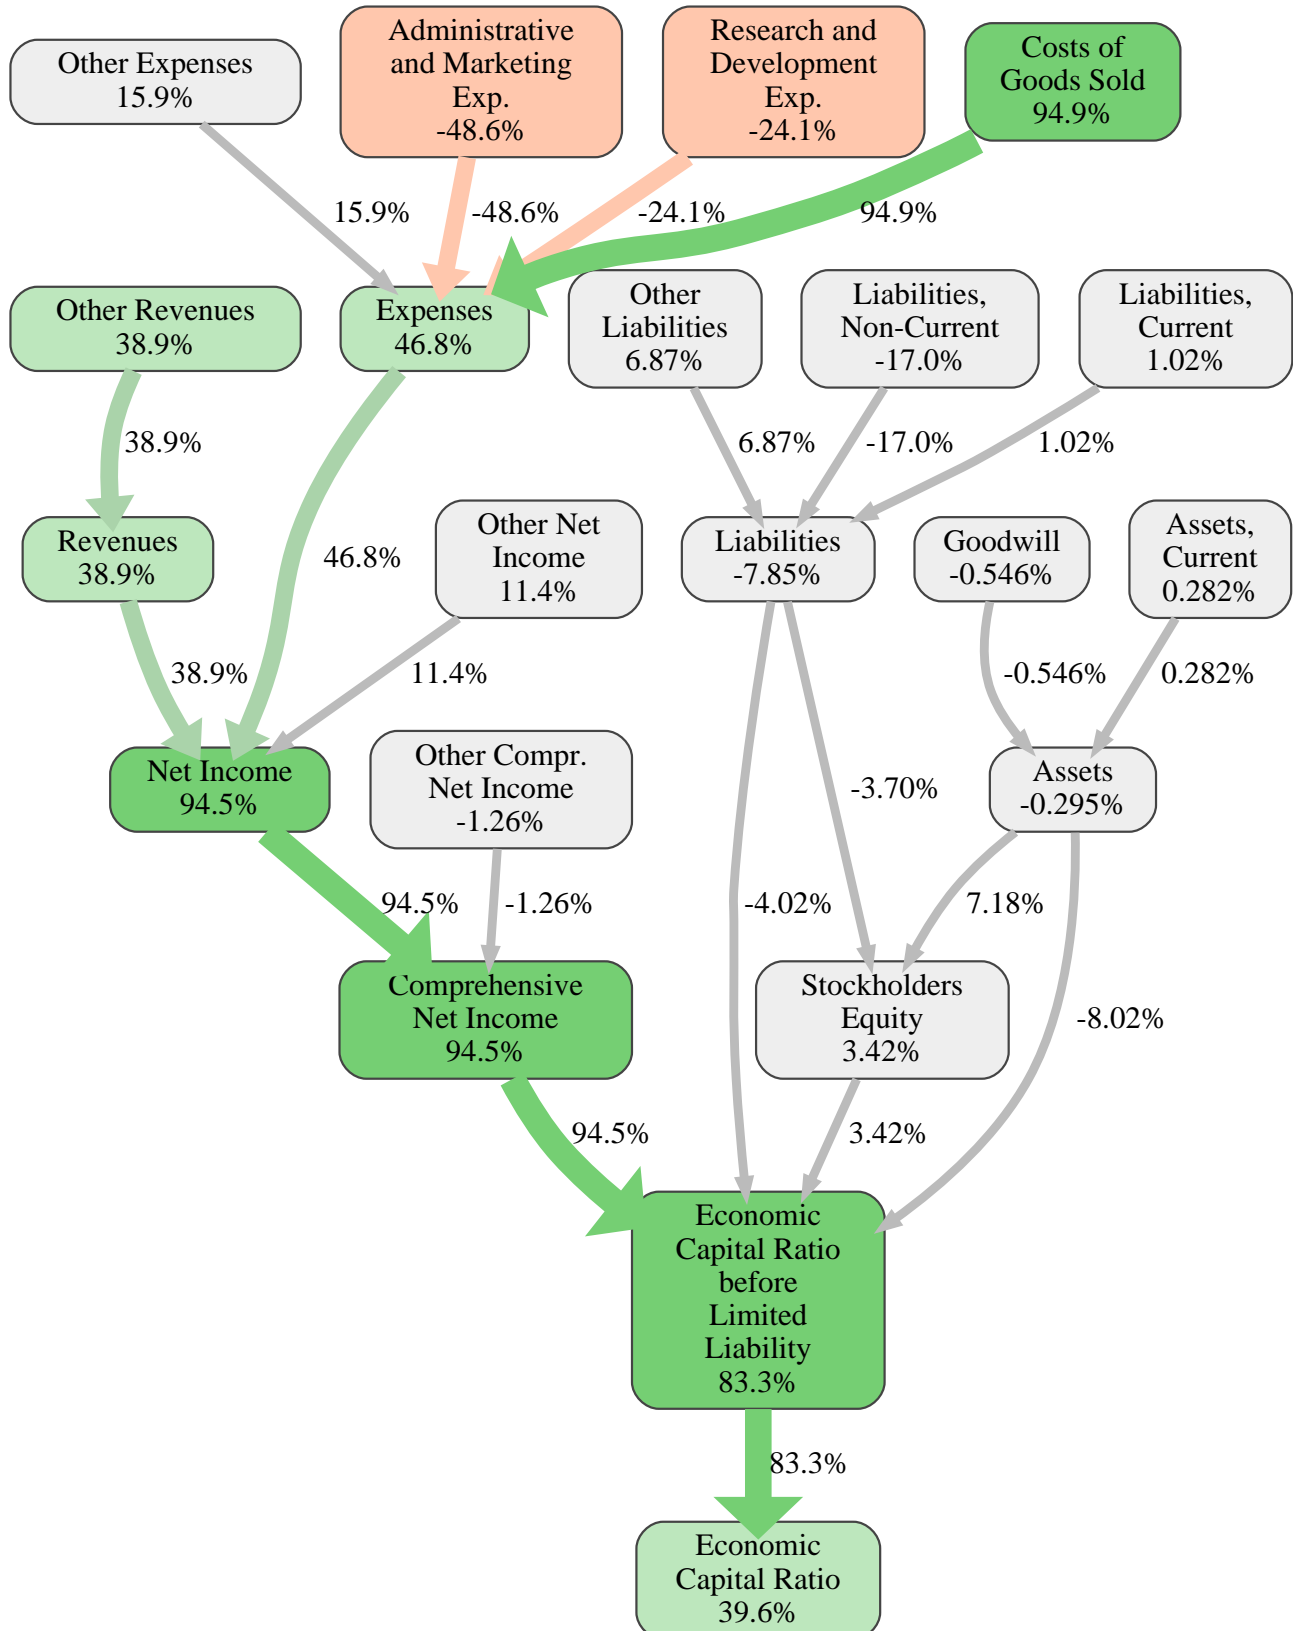 Other Expenses
15.9%
Administrative
and Marketing
Exp.
-48.6%
Research and
Development
Exp.
-24.1%
Costs of
Goods Sold
94.9%
15.9%
-48.6%
-24.1%
94.9%
Other Revenues
38.9%
Expenses
46.8%
Other
Liabilities
6.87%
Liabilities,
Non-Current
-17.0%
Liabilities,
Current
1.02%
38.9%
6.87%
-17.0%
1.02%
Revenues
38.9%
46.8%
Other Net
Income
11.4%
Liabilities
-7.85%
Goodwill
-0.546%
Assets,
Current
0.282%
38.9%
11.4%
-0.546%
0.282%
Net Income
94.5%
Other Compr.
Net Income
-1.26%
-3.70%
Assets
-0.295%
94.5%
-1.26%
-4.02%
7.18%
Comprehensive
Net Income
94.5%
Stockholders
Equity
3.42%
-8.02%
94.5%
3.42%
Economic
Capital Ratio
before
Limited
Liability
83.3%
83.3%
Economic
Capital Ratio
39.6%